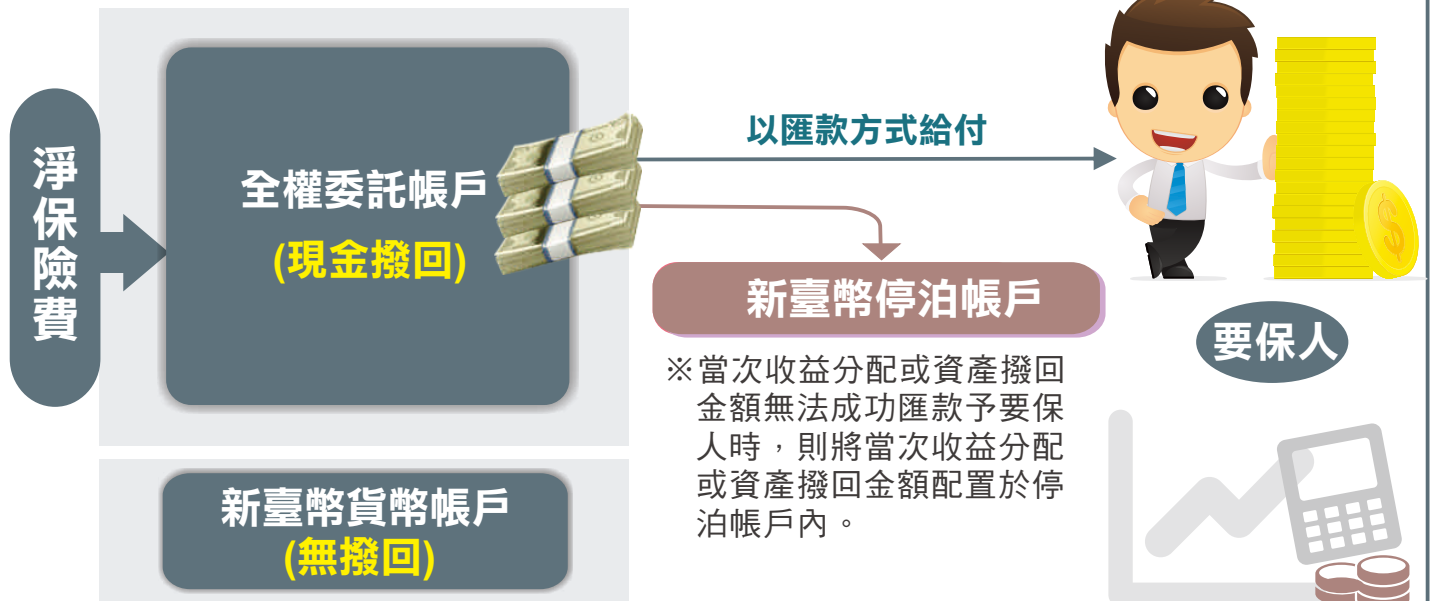 淨保險費
全權委託帳戶
(現金撥回)
以匯款方式給付
新臺幣停泊帳戶
※當次收益分配或資產撥回
金額無法成功匯款予要保
人時，則將當次收益分配
或資產撥回金額配置於停
泊帳戶內。
要保人
新臺幣貨幣帳戶
(無撥回)